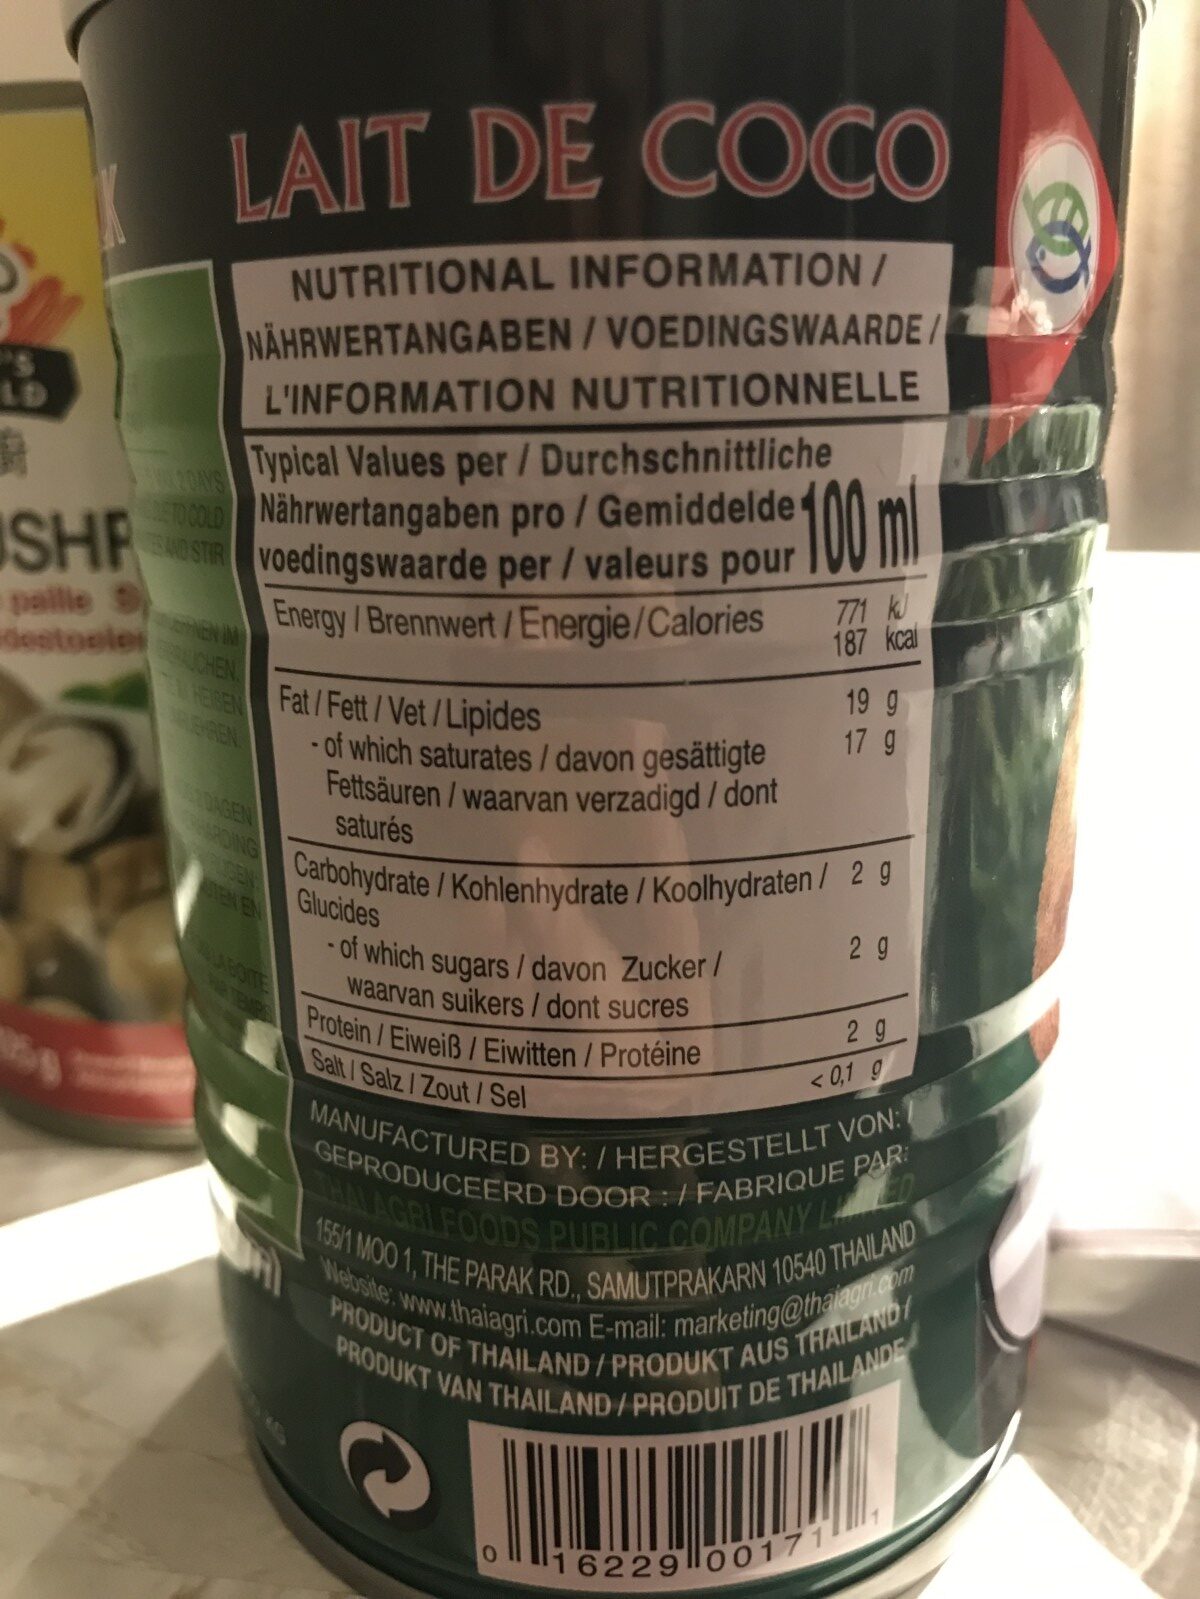 LAIT DE COCO
NUTRITIONAL INFORMATION /
NÄHRWERTANGABEN / VOEDINGSWAARDE /
L'INFORMATION NUTRITIONNELLE
Typical Values per / Durchschnittliche
Nährwertangaben pro / Gemiddelde
voedingswaarde per / valeurs pour
100 ml
Energy / Brennwert / Energie/Calories 771 kJ
187 kcal
Fat / Fett / Vet / Lipides 19 g
- of which saturates / davon gesättigte 17 g
Fettsäuren / waarvan verzadigd / dont
saturés
Carbohydrate / Kohlenhydrate / Koolhydraten / 2 g
Glucides
- of which sugars / davon Zucker / 2 g
waarvan suikers / dont sucres
Protein / Eiweiß / Eiwitten / Protéine 2 g
Salt / Salz / Zout / Sel < 0,1 g
MANUFACTURED BY: / HERGESTELLT VON: /
GEPRODUCEERD DOOR : / FABRIQUE PAR:
THAI AGRI FOODS PUBLIC COMPANY LIMITED
155/1 MOO 1, THE PARAK RD., SAMUTPRAKARN 10540 THAILAND
Website: www.thaiagri.com E-mail: marketing@thaiagri.com
PRODUCT OF THAILAND / PRODUKT AUS THAILAND /
PRODUKT VAN THAILAND / PRODUIT DE THAILANDE
0 16229 00171 1
2 DAYS
TO COLD
AND STIR